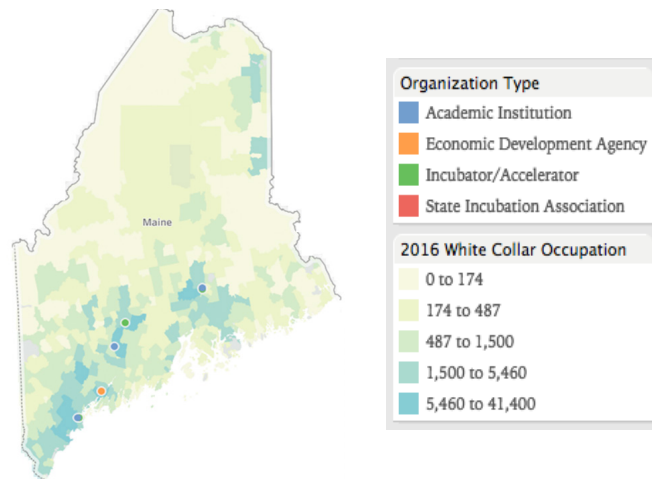 Maine
Organization Type
Academic Institution
Economic Development Agency
Incubator/Accelerator
State Incubation Association
2016 White Collar Occupation
0 to 174
174 to 487
487 to 1,500
1,500 to 5,460
5,460 to 41,400